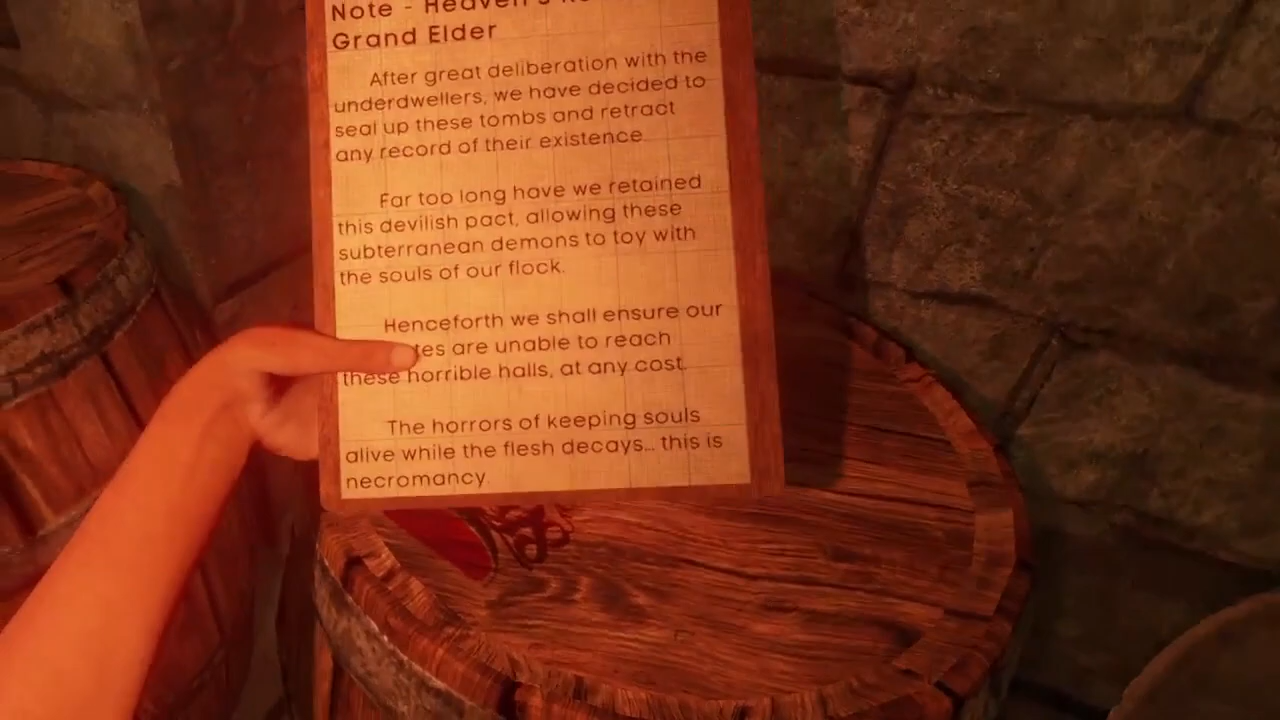 Note - Heaven's
Grand Elder
After great deliberation with the
underdwellers, we have decided to
seal up these tombs and retract
any record of their existence.
Far too long have we retained
this devilish pact, allowing these
subterranean demons to toy with
the souls of our flock.
Henceforth we shall ensure our
are unable to reach
these horrible halls, at any cost.
The horrors of keeping souls
alive while the flesh decays... this is
necromancy.